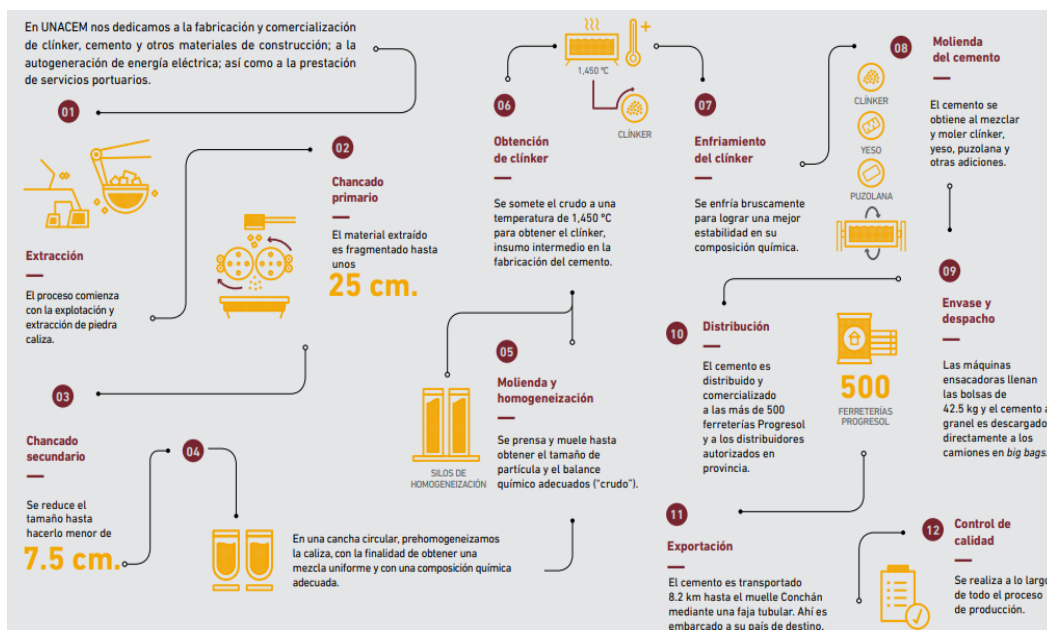 En UNACEM nos dedicamos a la fabricación y comercialización
de clínker, cemento y otros materiales de construcción; a la
autogeneración de energía eléctrica; así como a la prestación
de servicios portuarios.
01
Extracción
El proceso comienza
con la explotación y
extracción de piedra
caliza.
02
Chancado
primario
El material extraído
es fragmentado hasta
unos
25 cm.
03
Chancado
secundario
Se reduce el
tamaño hasta
hacerlo menor de
7.5 cm.
04
En una cancha circular, prehomogeneizamos
la caliza, con la finalidad de obtener una
mezcla uniforme y con una composición química
adecuada.
05
Molienda y
homogeneización
Se prensa y muele hasta
obtener el tamaño de
partícula y el balance
químico adecuados ("crudo").
SILOS DE
HOMOGENEIZACIÓN
06
Obtención
de clínker
Se somete el crudo a una
temperatura de 1,450 ºC
para obtener el clínker,
insumo intermedio en la
fabricación del cemento.
1,450 ºC
CLÍNKER
07
Enfriamiento
del clínker
Se enfría bruscamente
para lograr una mejor
estabilidad en su
composición química.
08
Molienda
del cemento
El cemento se
obtiene al mezclar
y moler clínker,
yeso, puzolana y
otras adiciones.
CLÍNKER
YESO
PUZOLANA
09
Envase y
despacho
Las máquinas
ensacadoras llenan
las bolsas de
42.5 kg y el cemento a
granel es descargado
directamente a los
camiones en big bags.
10
Distribución
El cemento es
distribuido y
comercializado
a las más de 500
ferreterías Progresol
y a los distribuidores
autorizados en
provincia.
500
FERRETERÍAS
PROGRESOL
11
Exportación
El cemento es transportado
8.2 km hasta el muelle Conchán
mediante una faja tubular. Ahí es
embarcado a su país de destino.
12
Control de
calidad
Se realiza a lo largo
de todo el proceso
de producción.